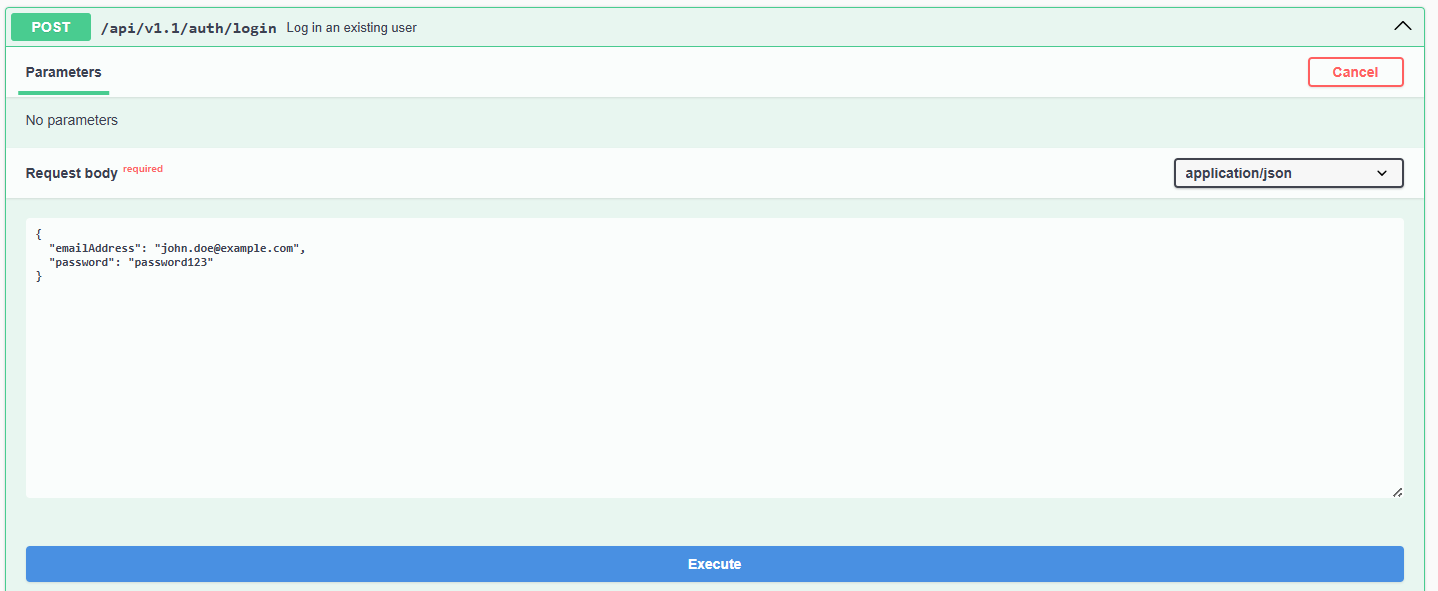 POST /api/v1.1/auth/login Log in an existing user
Parameters Cancel
No parameters
Request body required application/json
{
  "emailAddress": "john.doe@example.com",
  "password": "password123"
}
Execute